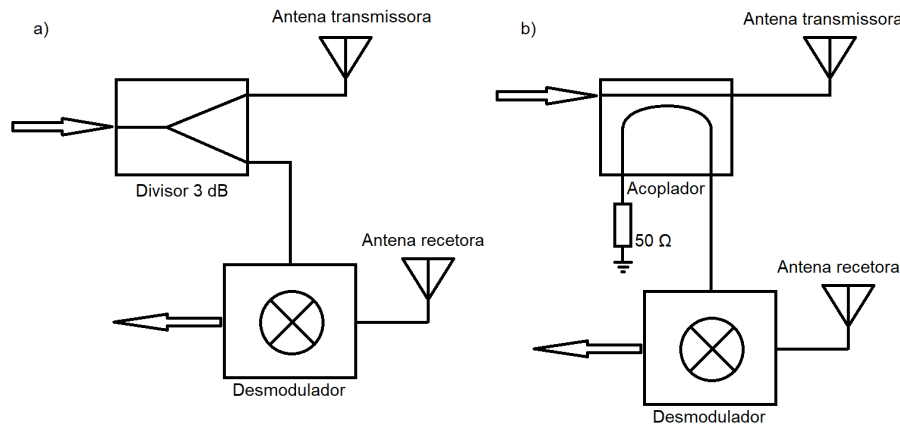 a)
Antena transmissora
Divisor 3 dB
Antena recetora
Desmodulador
b)
Antena transmissora
Acoplador
50 Ω
Antena recetora
Desmodulador